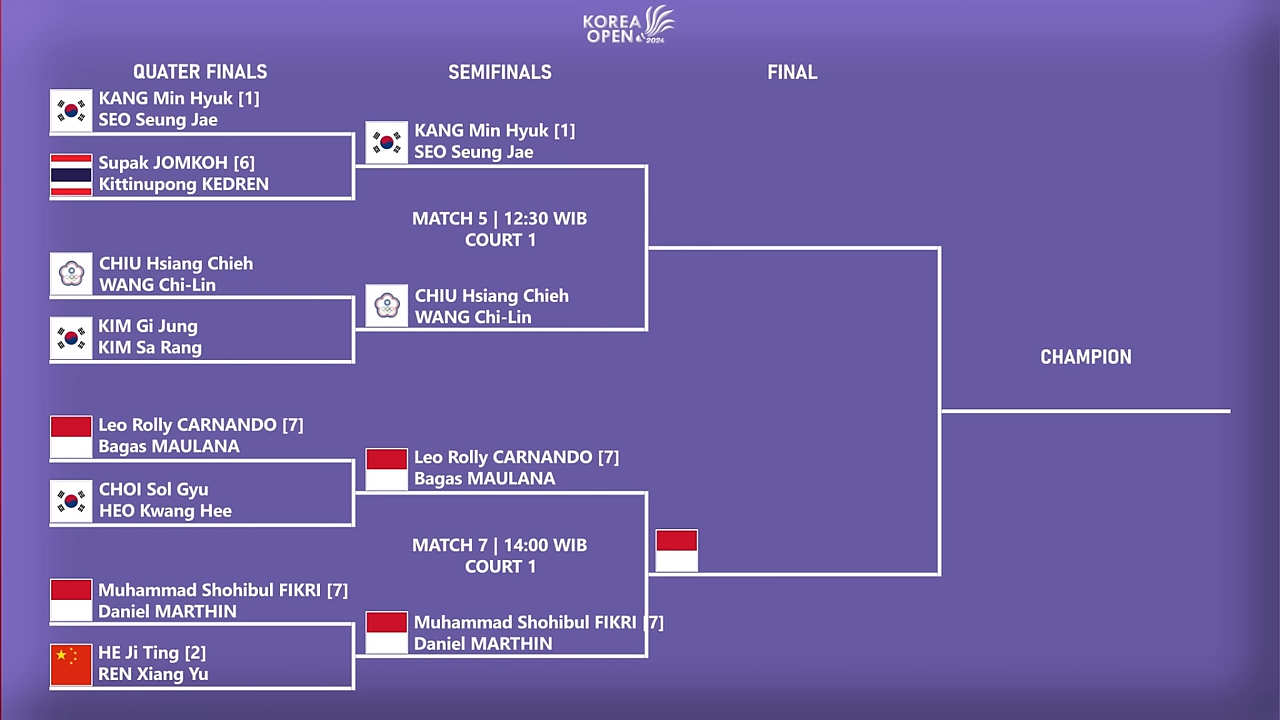 KOREA
OPEN 2024
QUATER FINALS
SEMIFINALS
FINAL
KANG Min Hyuk [1]
SEO Seung Jae
Supak JOMKOH [6]
Kittinupong KEDREN
CHIU Hsiang Chieh
WANG Chi-Lin
KIM Gi Jung
KIM Sa Rang
Leo Rolly CARNANDO [7]
Bagas MAULANA
CHOI Sol Gyu
HEO Kwang Hee
Muhammad Shohibul FIKRI [7]
Daniel MARTHIN
HE Ji Ting [2]
REN Xiang Yu
KANG Min Hyuk [1]
SEO Seung Jae
MATCH 5 | 12:30 WIB
COURT 1
CHIU Hsiang Chieh
WANG Chi-Lin
Leo Rolly CARNANDO [7]
Bagas MAULANA
MATCH 7 | 14:00 WIB
COURT 1
Muhammad Shohibul FIKRI [7]
Daniel MARTHIN
CHAMPION